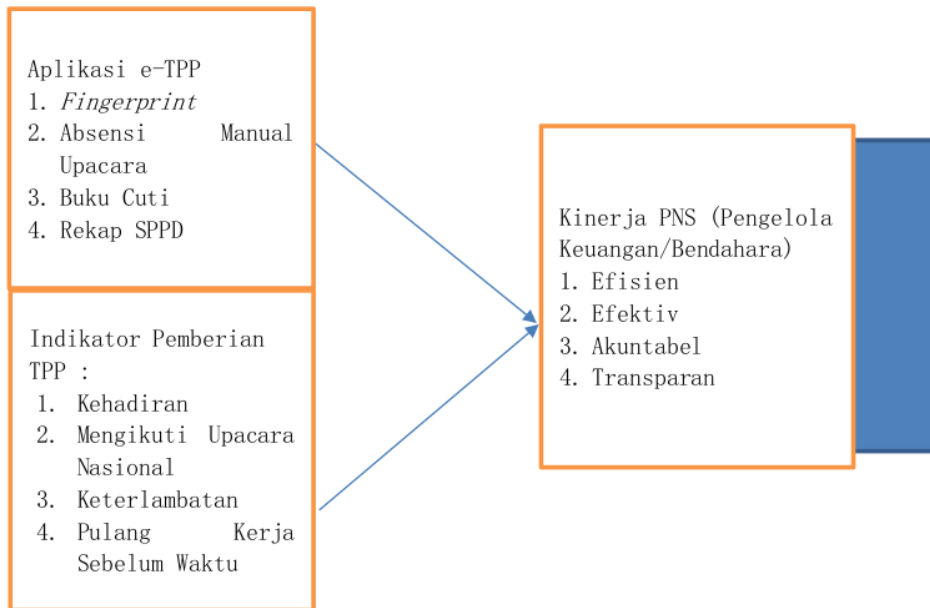 Aplikasi e-TPP
1. Fingerprint
2. Absensi Manual
Upacara
3. Buku Cuti
4. Rekap SPPD
Indikator Pemberian
TPP :
1. Kehadiran
2. Mengikuti Upacara
Nasional
3. Keterlambatan
4. Pulang Kerja
Sebelum Waktu
Kinerja PNS (Pengelola
Keuangan/Bendahara)
1. Efisien
2. Efektiv
3. Akuntabel
4. Transparan